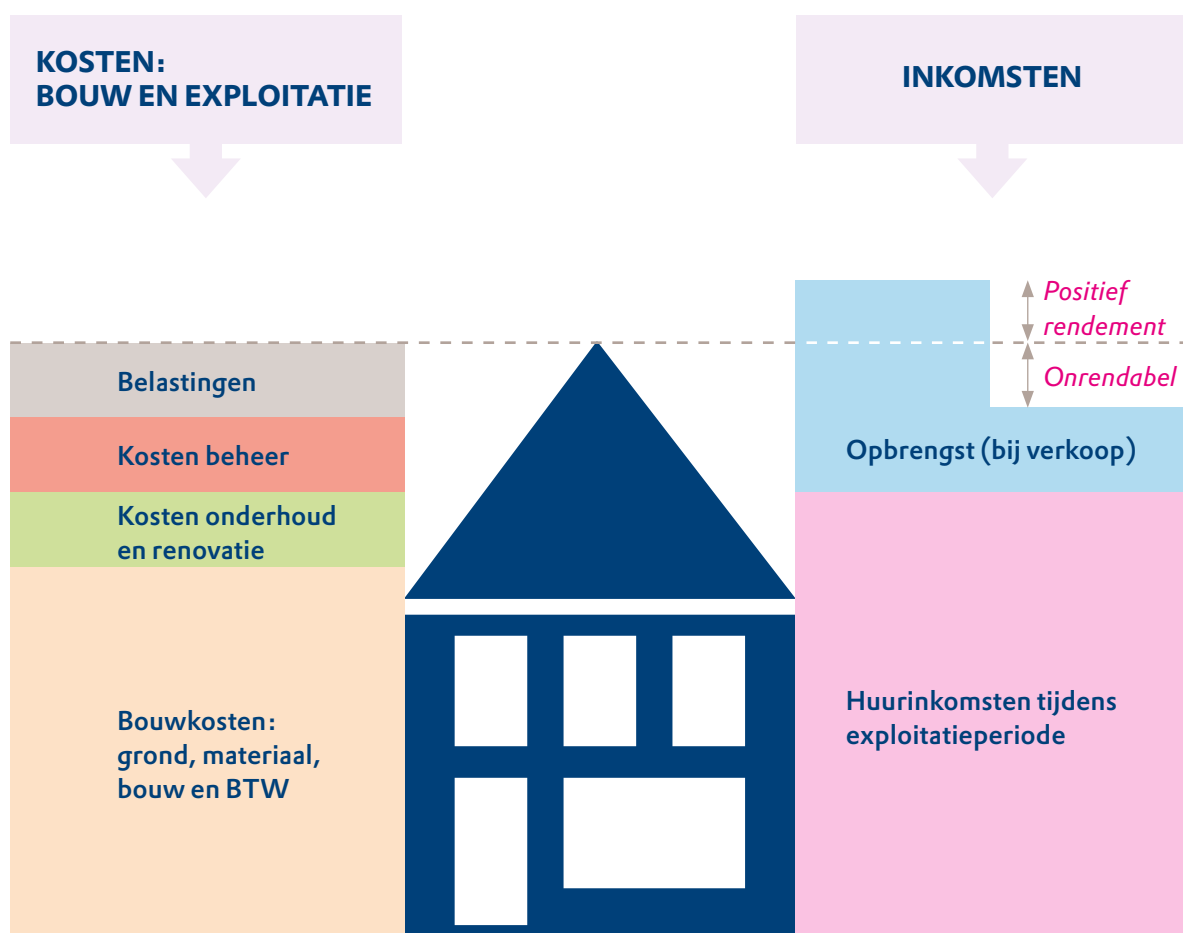 KOSTEN:
BOUW EN EXPLOITATIE
INKOMSTEN
Belastingen
Kosten beheer
Kosten onderhoud
en renovatie
Bouwkosten:
grond, materiaal,
bouw en BTW
Positief
rendement
Onrendabel
Opbrengst (bij verkoop)
Huurinkomsten tijdens
exploitatieperiode